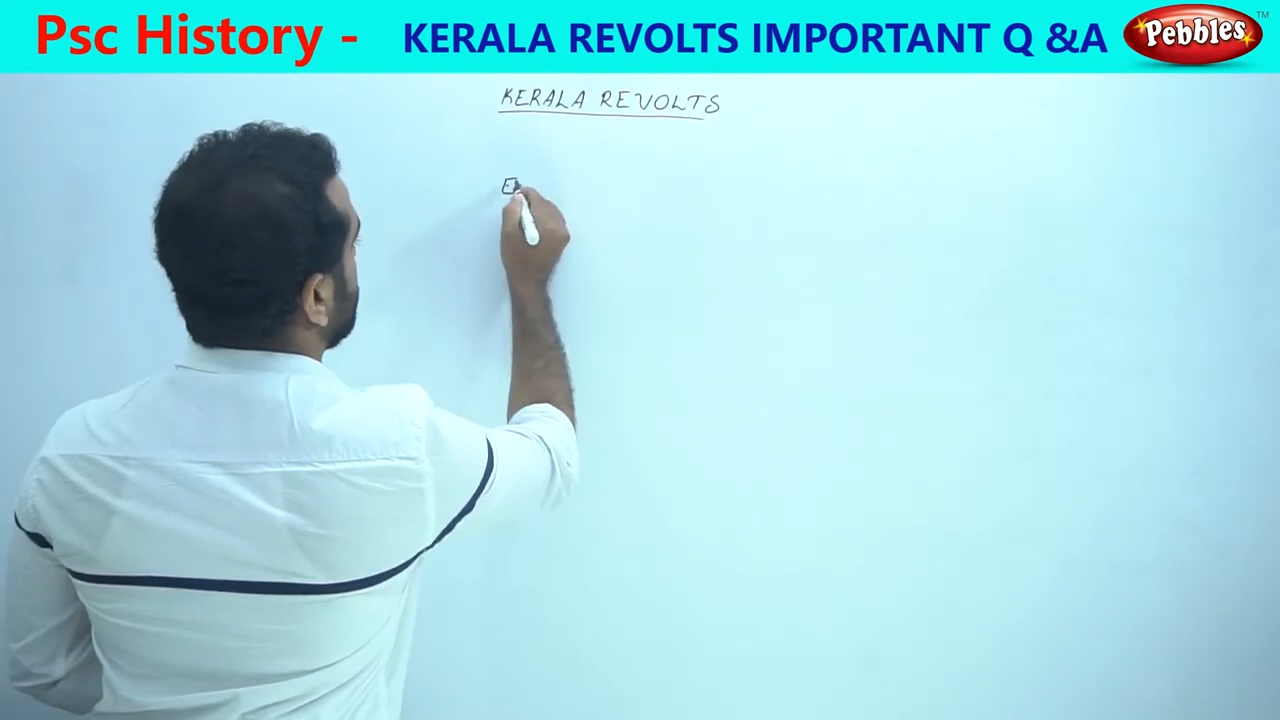 Psc History - KERALA REVOLTS IMPORTANT Q &A Pebbles ™
KERALA REVOLTS
E